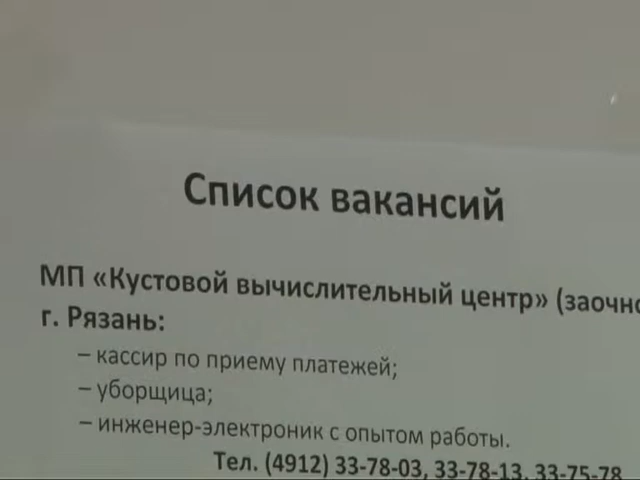 Список вакансий
МП «Кустовой вычислительный центр» (заочно
г. Рязань:
– кассир по приему платежей;
– уборщица;
– инженер-электроник с опытом работы.
Тел. (4912) 33-78-03, 33-78-13, 33-75-78